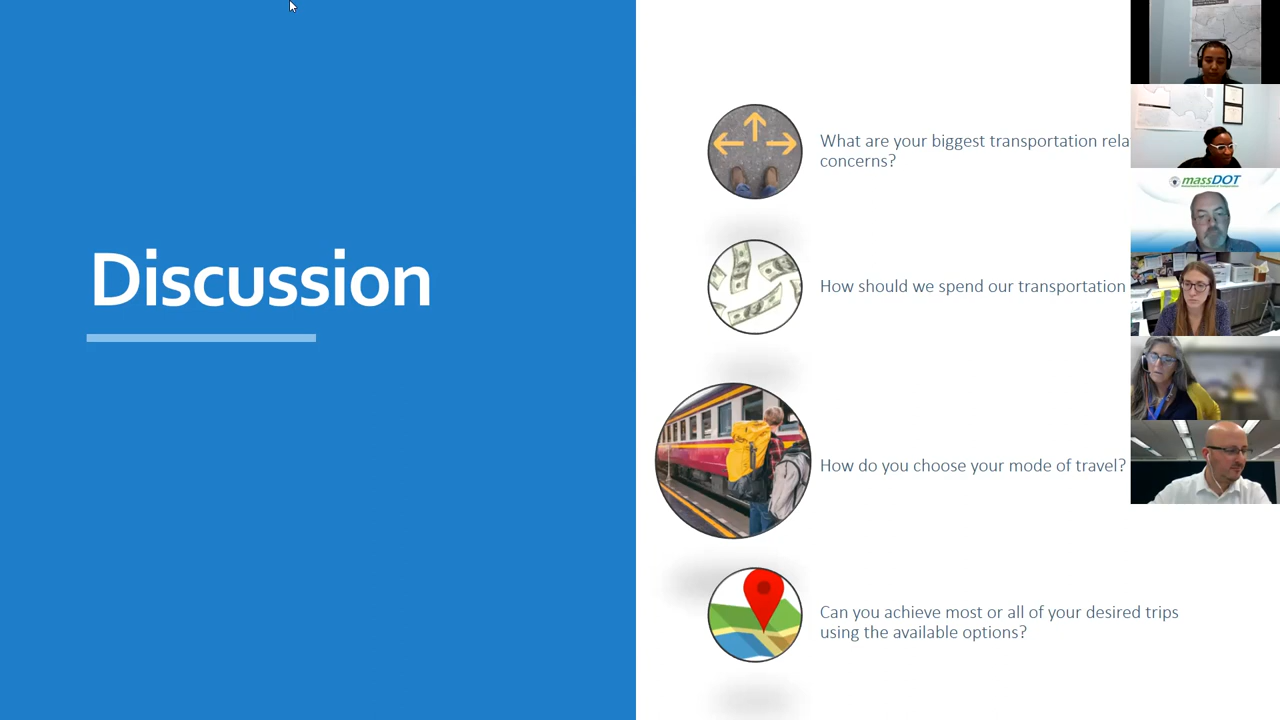 Discussion
What are your biggest transportation rela
concerns?
How should we spend our transportation
How do you choose your mode of travel?
Can you achieve most or all of your desired trips
using the available options?
massDOT